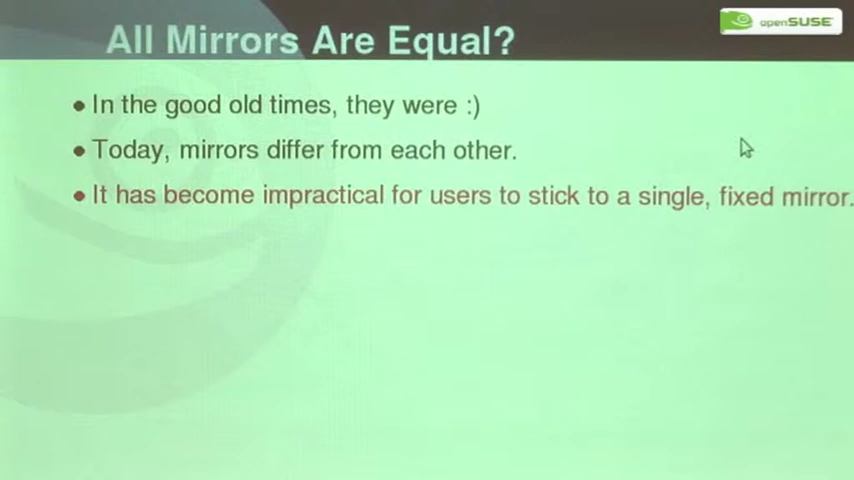 All Mirrors Are Equal?
openSUSE
● In the good old times, they were :)
● Today, mirrors differ from each other.
● It has become impractical for users to stick to a single, fixed mirror.